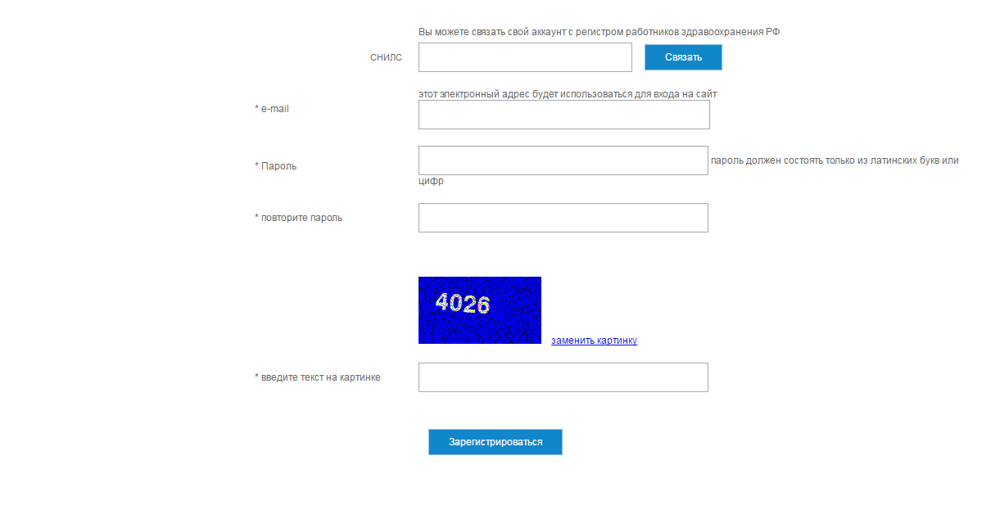 Вы можете связать свой аккаунт с регистром работников здравоохранения РФ
СНИЛС
Связать
этот электронный адрес будет использоваться для входа на сайт
* e-mail
* Пароль
пароль должен состоять только из латинских букв или
цифр
* повторите пароль
4026
заменить картинку
* введите текст на картинке
Зарегистрироваться